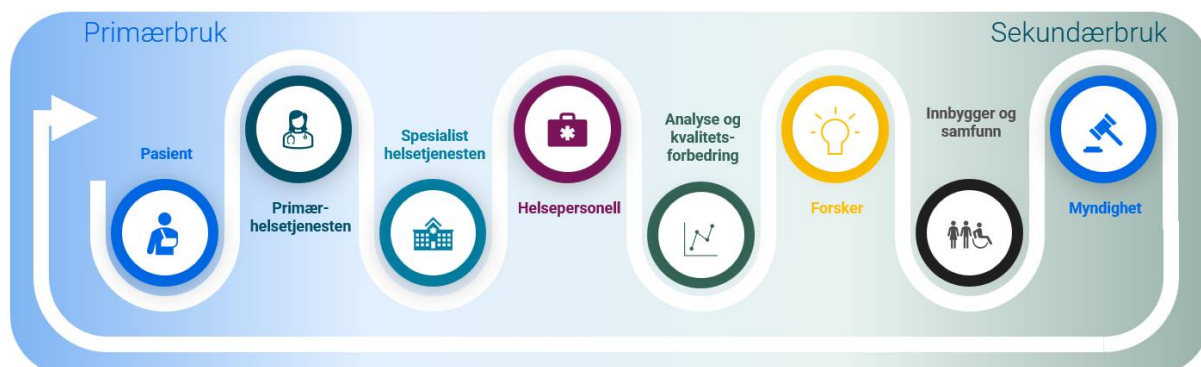 Primærbruk
Sekundærbruk
Pasient
Primær-
helsetjenesten
Spesialist
helsetjenesten
Helsepersonell
Analyse og
kvalitets-
forbedring
Forsker
Innbygger og
samfunn
Myndighet